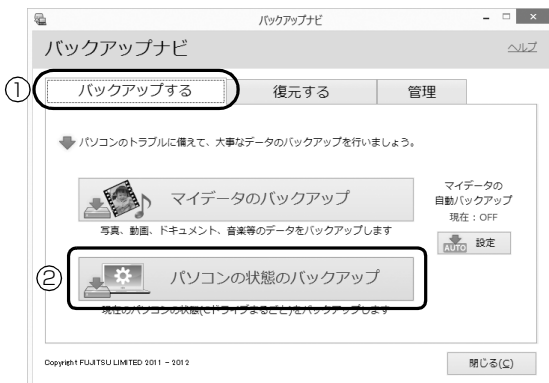 バックアップナビ
バックアップナビ
ヘルプ
①
バックアップする
復元する
管理
パソコンのトラブルに備えて、大事なデータのバックアップを行いましょう。
マイデータのバックアップ
写真、動画、ドキュメント、音楽等のデータをバックアップします
マイデータの
自動バックアップ
現在：OFF
AUTO 設定
②
パソコンの状態のバックアップ
現在のパソコンの状態(Cドライブまるごと)をバックアップします
Copyright FUJITSU LIMITED 2011 - 2012
閉じる(C)